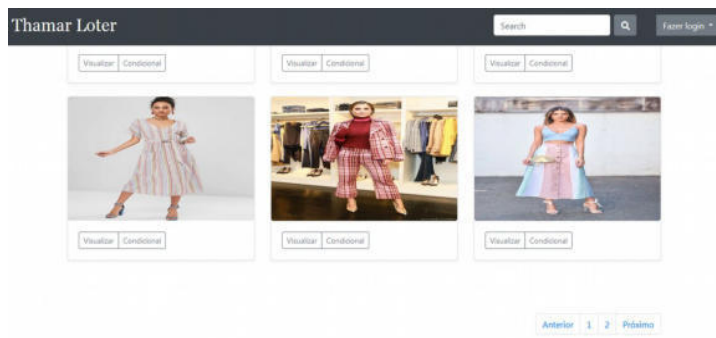 Thamar Loter
Search
Fazer login
Visualizar Condicional
Visualizar Condicional
Visualizar Condicional
Visualizar Condicional
Visualizar Condicional
Visualizar Condicional
Anterior 1 2 Próximo